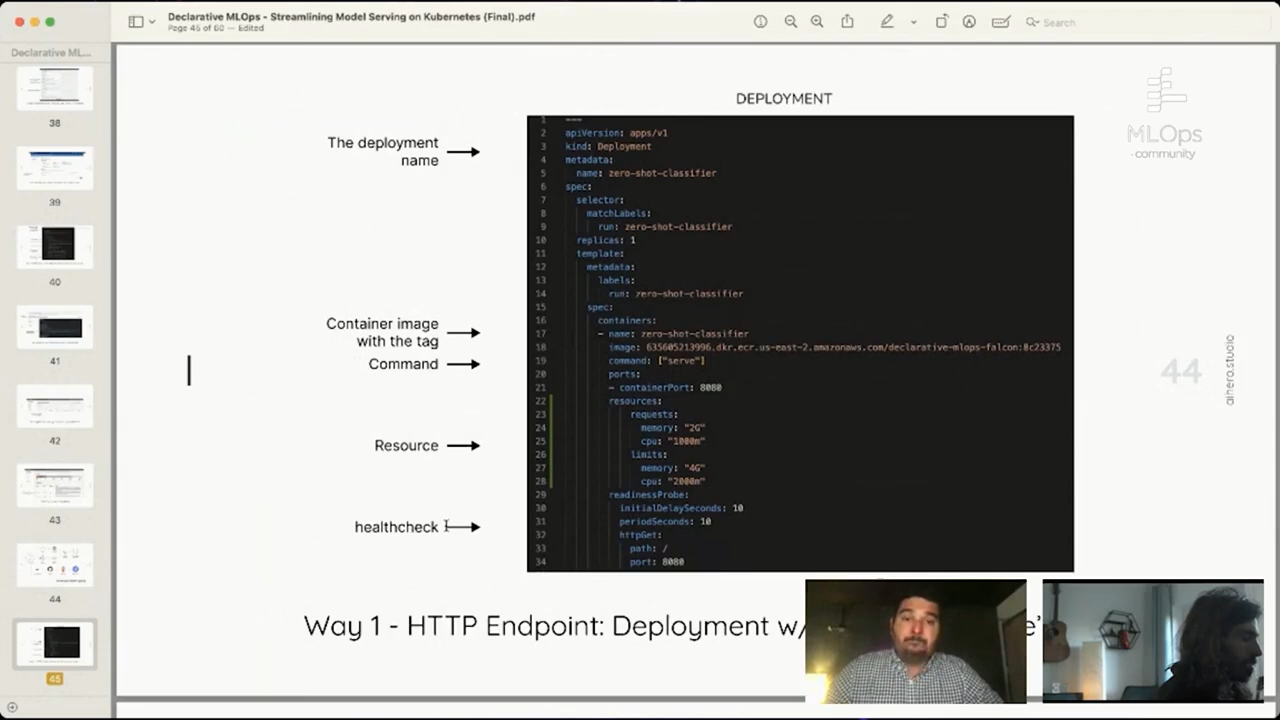 Declarative MLOps - Streamlining Model Serving on Kubernetes (Final).pdf
Page 45 of 60 — Edited
Search
Declarative ML...
38
39
40
41
42
43
44
45
DEPLOYMENT
MLOps
community
The deployment
name
Container image
with the tag
Command
Resource
healthcheck
1 ---
2 apiVersion: apps/v1
3 kind: Deployment
4 metadata:
5 name: zero-shot-classifier
6 spec:
7 selector:
8 matchLabels:
9 run: zero-shot-classifier
10 replicas: 1
11 template:
12 metadata:
13 labels:
14 run: zero-shot-classifier
15 spec:
16 containers:
17 - name: zero-shot-classifier
18 image: 635605213996.dkr.ecr.us-east-2.amazonaws.com/declarative-mlops-falcon:8c23375
19 command: ["serve"]
20 ports:
21 - containerPort: 8080
22 resources:
23 requests:
24 memory: "2G"
25 cpu: "1000m"
26 limits:
27 memory: "4G"
28 cpu: "2000m"
29 readinessProbe:
30 initialDelaySeconds: 10
31 periodSeconds: 10
32 httpGet:
33 path: /
34 port: 8080
44
aihero.studio
Way 1 - HTTP Endpoint: Deployment w/